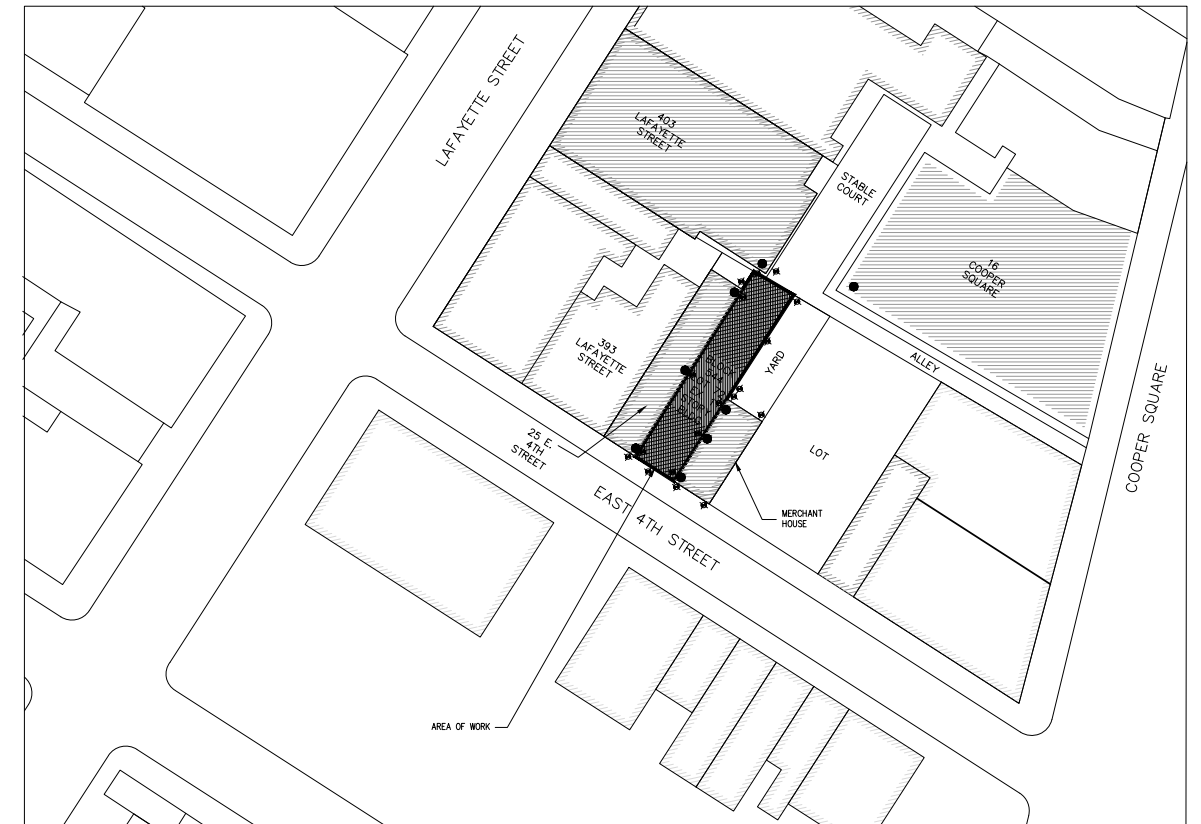 LAFAYETTE STREET
403
LAFAYETTE
STREET
STABLE
COURT
16
COOPER
SQUARE
393
LAFAYETTE
STREET
YARD
ALLEY
COOPER SQUARE
25 E.
4TH
STREET
LOT
EAST 4TH STREET
MERCHANT
HOUSE
AREA OF WORK